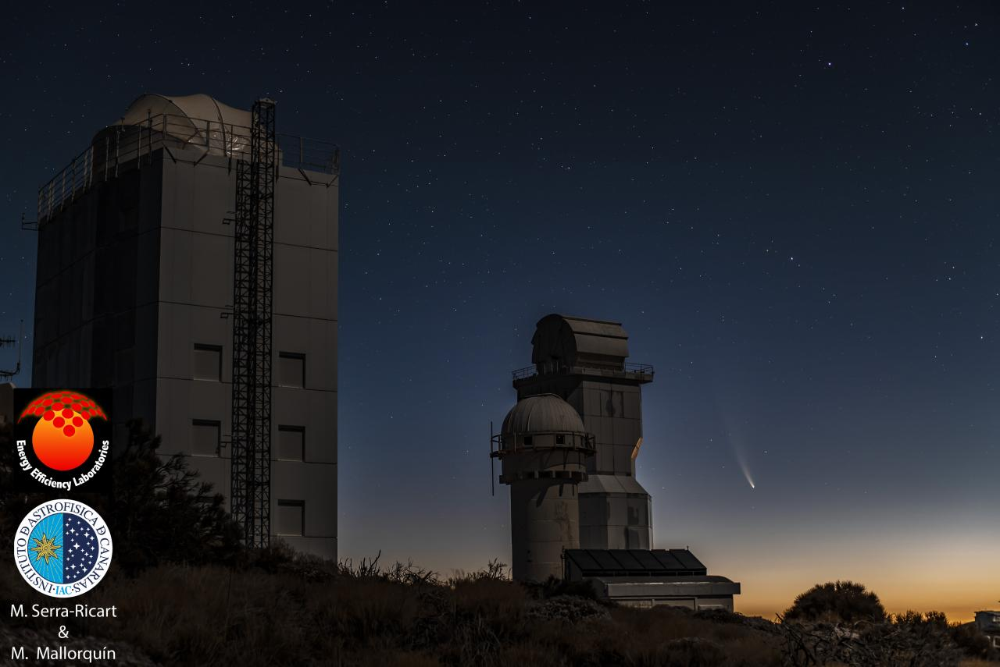 Energy Efficiency Laboratories
INSTITUTO DE ASTROFISICA DE CANARIAS
·IAC·
M. Serra-Ricart
&
M. Mallorquín